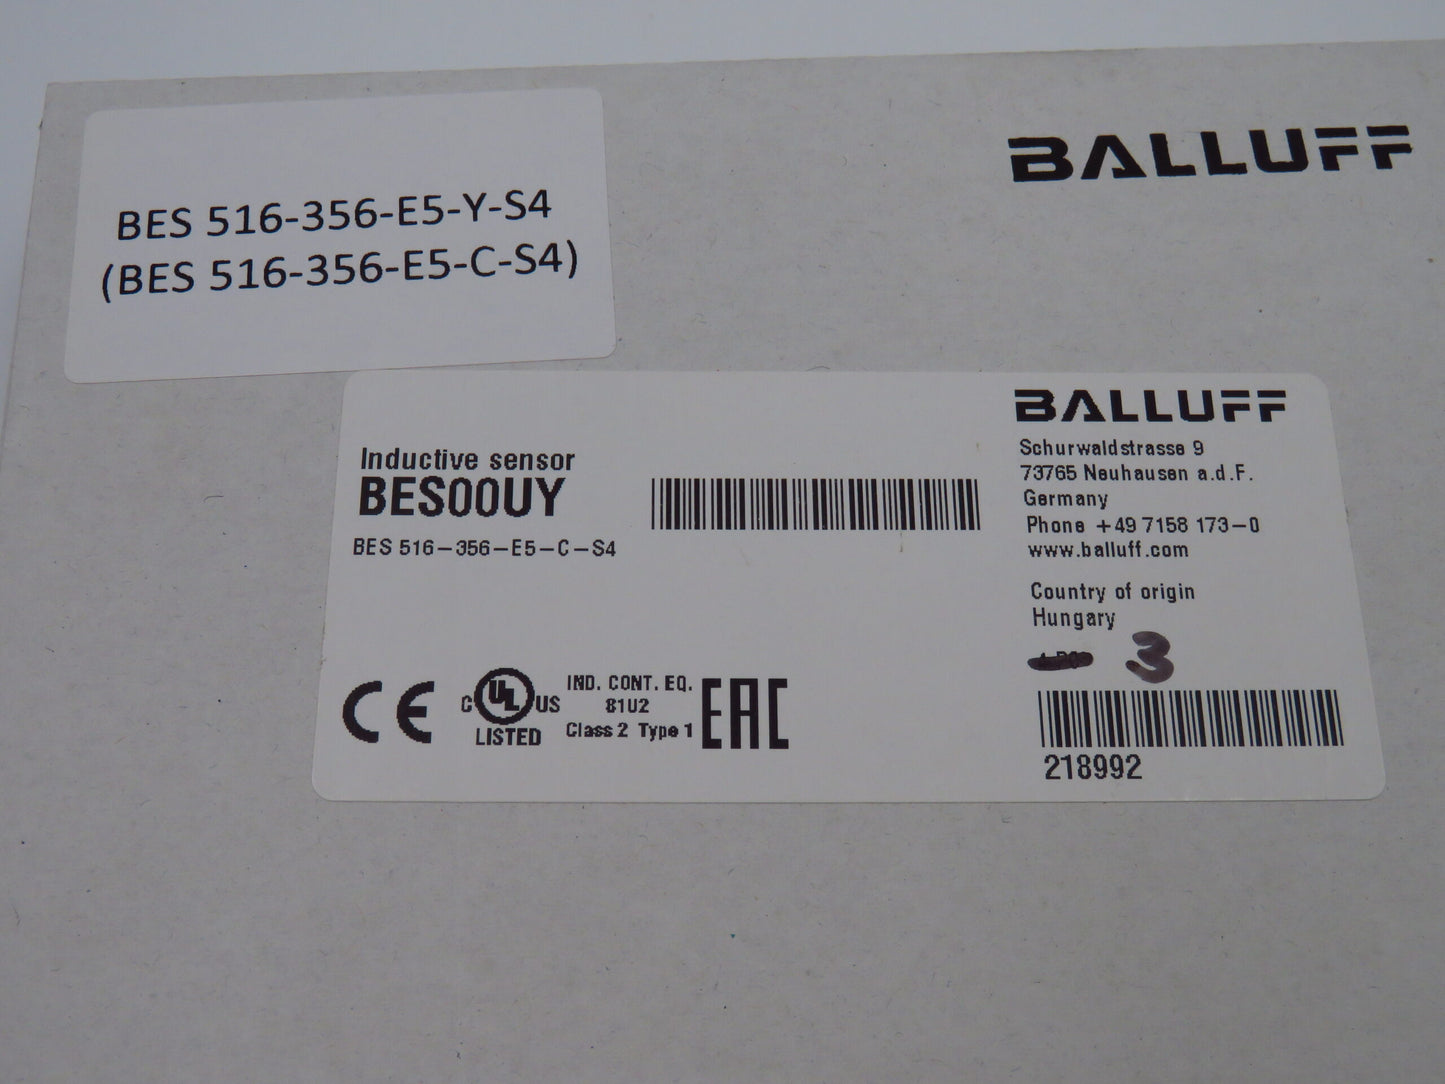 BALLUFF
BES 516-356-E5-Y-S4
(BES 516-356-E5-C-S4)
BALLUFF
Inductive sensor
BES00UY
BES 516-356-E5-C-S4
Schurwaldstrasse 9
73765 Neuhausen a.d.F.
Germany
Phone +49 7158 173-0
www.balluff.com
Country of origin
Hungary
3
218992
CE
C UL US
LISTED
IND. CONT. EQ.
81U2
Class 2 Type 1
EAC